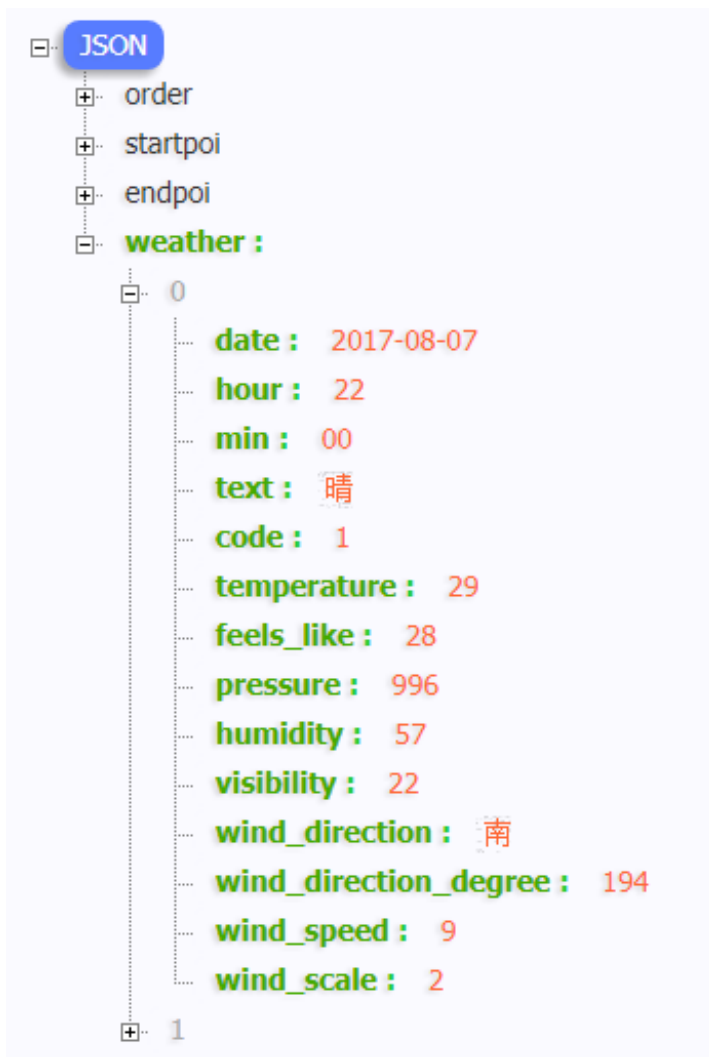 JSON
order
startpoi
endpoi
weather :
0
date : 2017-08-07
hour : 22
min : 00
text : 晴
code : 1
temperature : 29
feels_like : 28
pressure : 996
humidity : 57
visibility : 22
wind_direction : 南
wind_direction_degree : 194
wind_speed : 9
wind_scale : 2
1